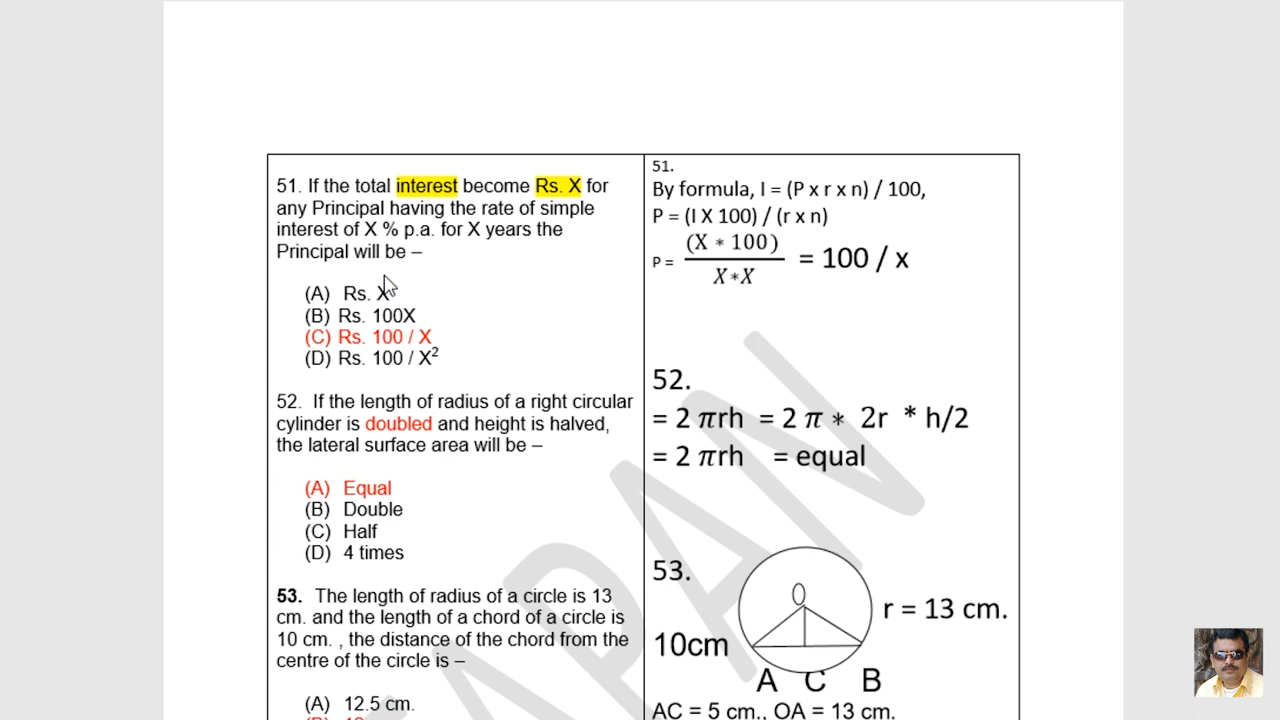 51. If the total interest become Rs. X for
any Principal having the rate of simple
interest of X % p.a. for X years the
Principal will be –
(A) Rs. X
(B) Rs. 100X
(C) Rs. 100 / X
(D) Rs. 100 / X²
52. If the length of radius of a right circular
cylinder is doubled and height is halved,
the lateral surface area will be –
(A) Equal
(B) Double
(C) Half
(D) 4 times
53. The length of radius of a circle is 13
cm. and the length of a chord of a circle is
10 cm. , the distance of the chord from the
centre of the circle is –
(A) 12.5 cm.
51.
By formula, I = (P x r x n) / 100,
P = (I X 100) / (r x n)
P = (X * 100) / X*X = 100 / x
52.
= 2 πrh = 2 π * 2r * h/2
= 2 πrh = equal
53.
O
r = 13 cm.
10cm
A C B
AC = 5 cm., OA = 13 cm.